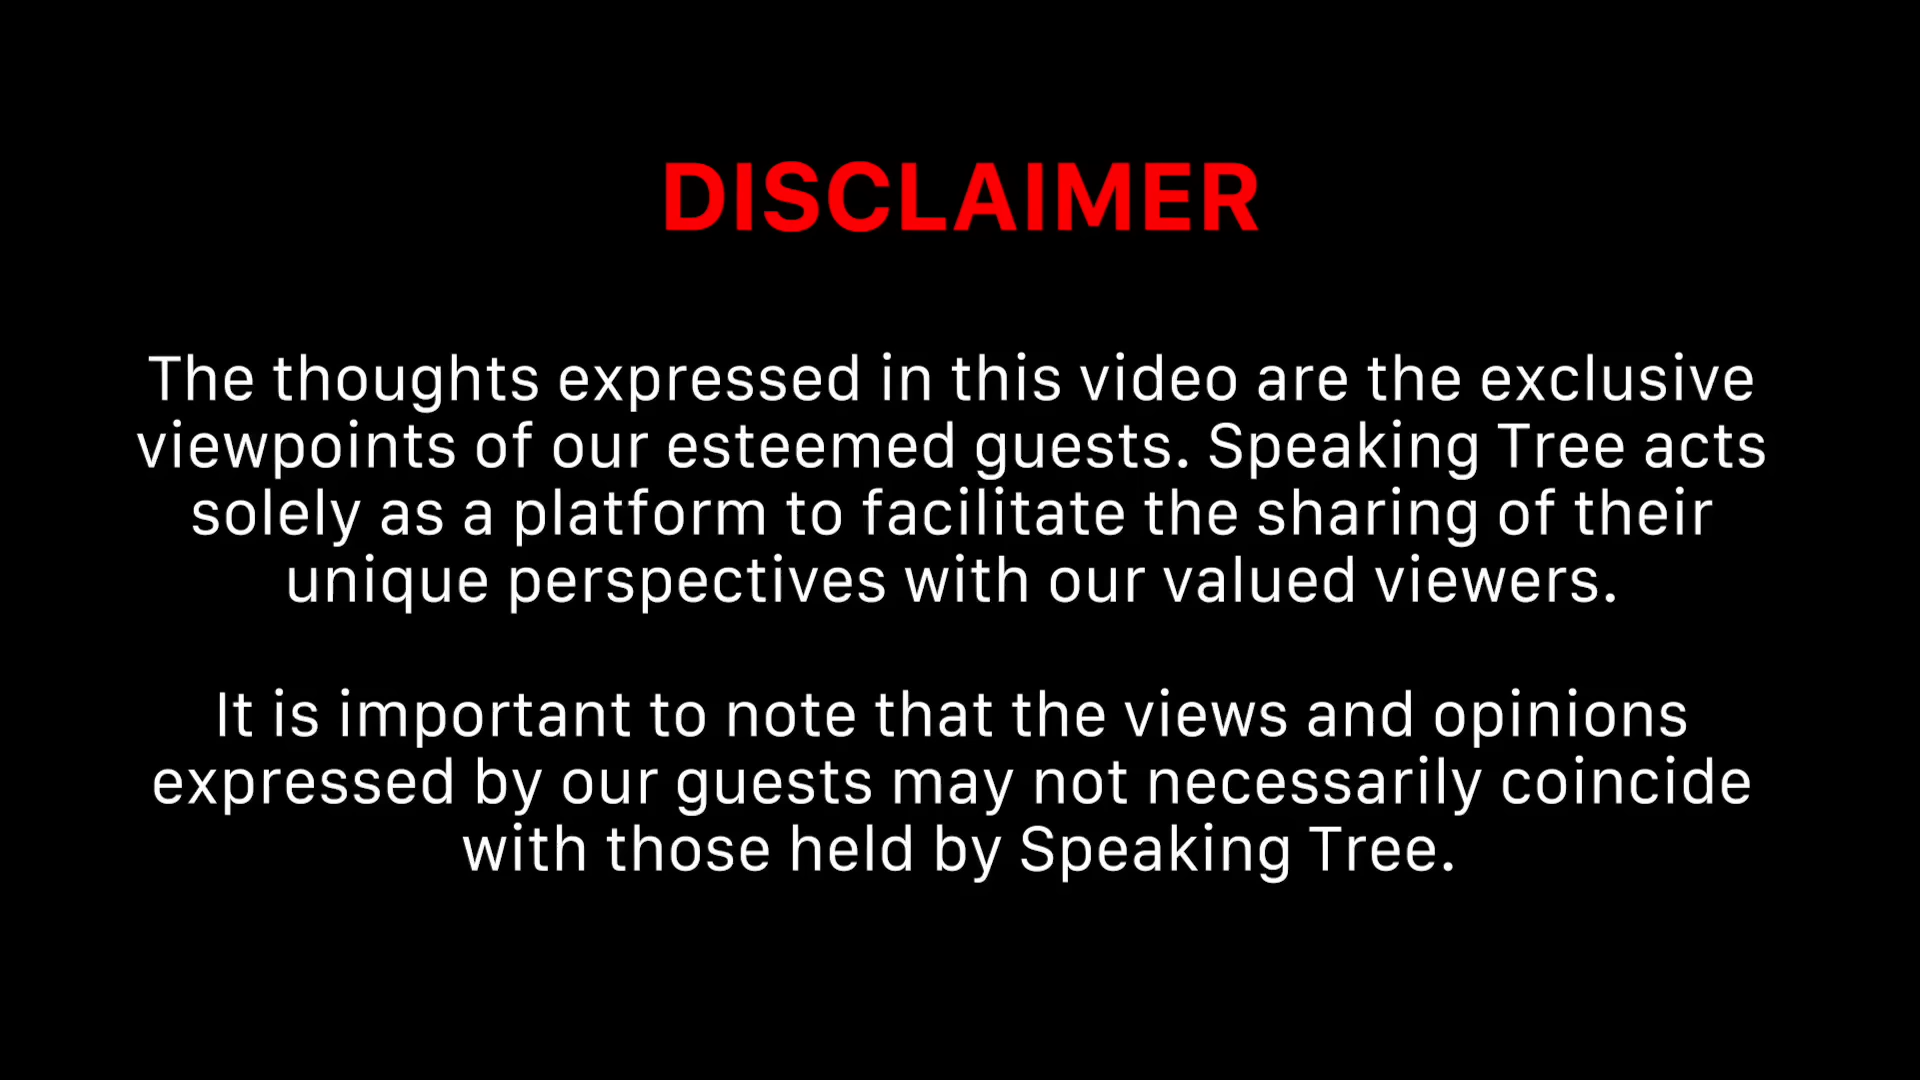 DISCLAIMER
The thoughts expressed in this video are the exclusive
viewpoints of our esteemed guests. Speaking Tree acts
solely as a platform to facilitate the sharing of their
unique perspectives with our valued viewers.
It is important to note that the views and opinions
expressed by our guests may not necessarily coincide
with those held by Speaking Tree.